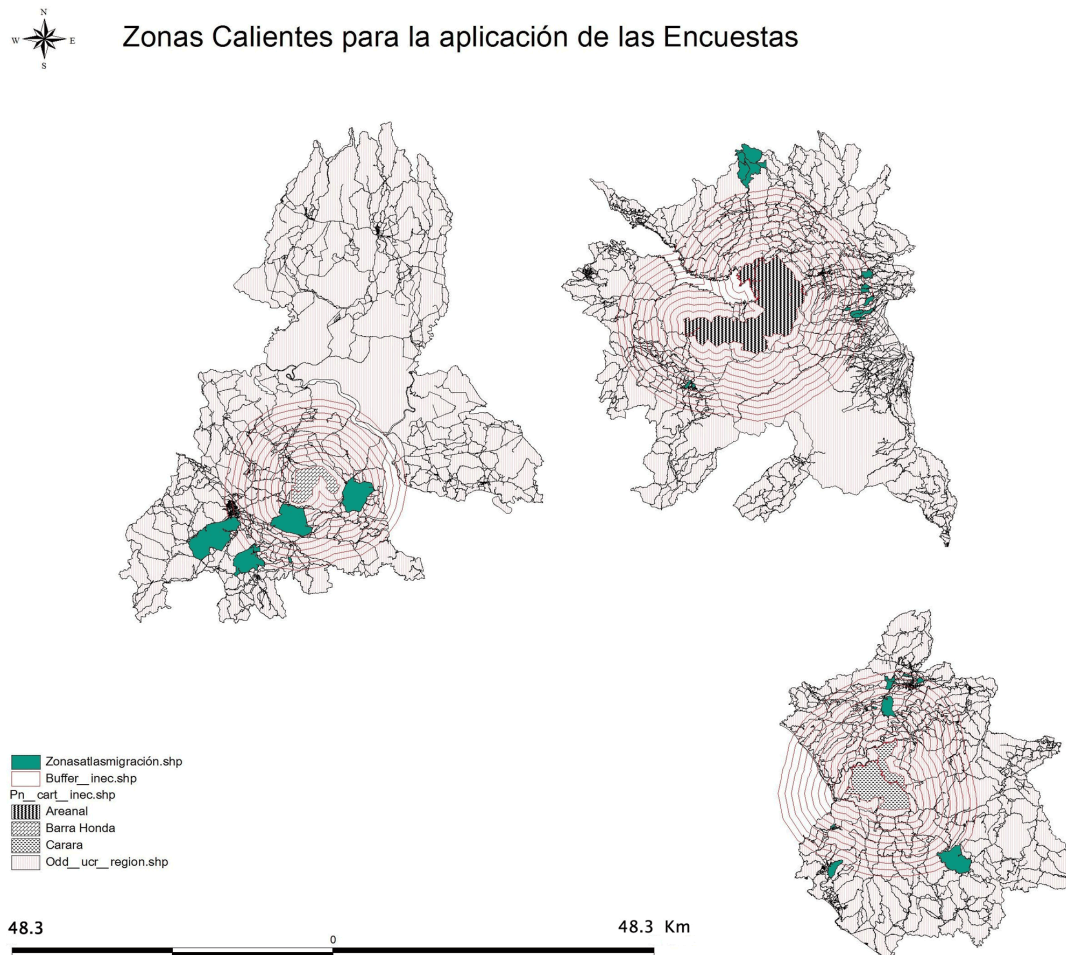 N
Zonas Calientes para la aplicación de las Encuestas
W E
S
Zonasatlasmigración.shp
Buffer__inec.shp
Pn__cart__inec.shp
Areanal
Barra Honda
Carara
Odd__ucr__region.shp
48.3 0 48.3 Km